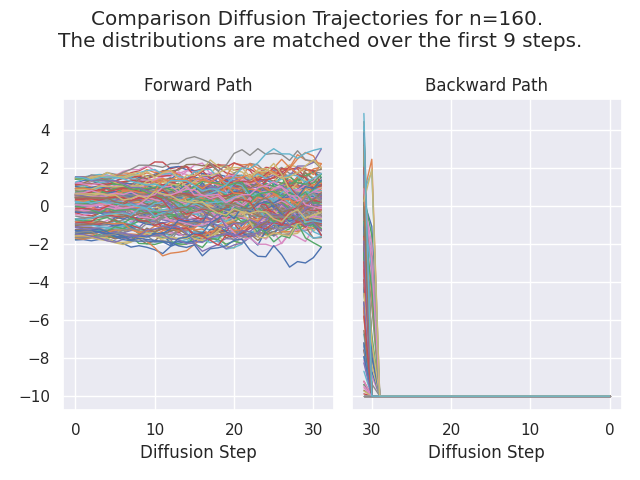 Comparison Diffusion Trajectories for n=160.
The distributions are matched over the first 9 steps.
Forward Path
Backward Path
4
2
0
−2
−4
−6
−8
−10
0 10 20 30
30 20 10 0
Diffusion Step
Diffusion Step